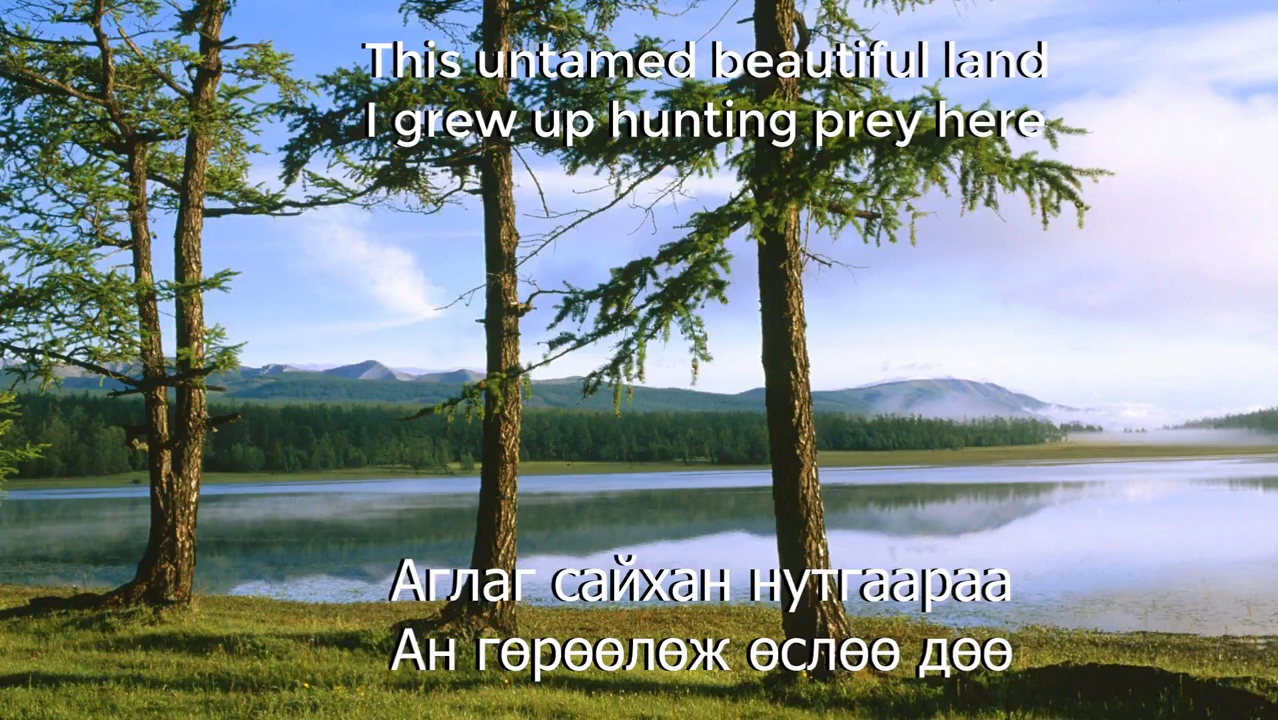 This untamed beautiful land
I grew up hunting prey here
Аглаг сайхан нутгаараа
Ан гөрөөлөж өслөө дөө